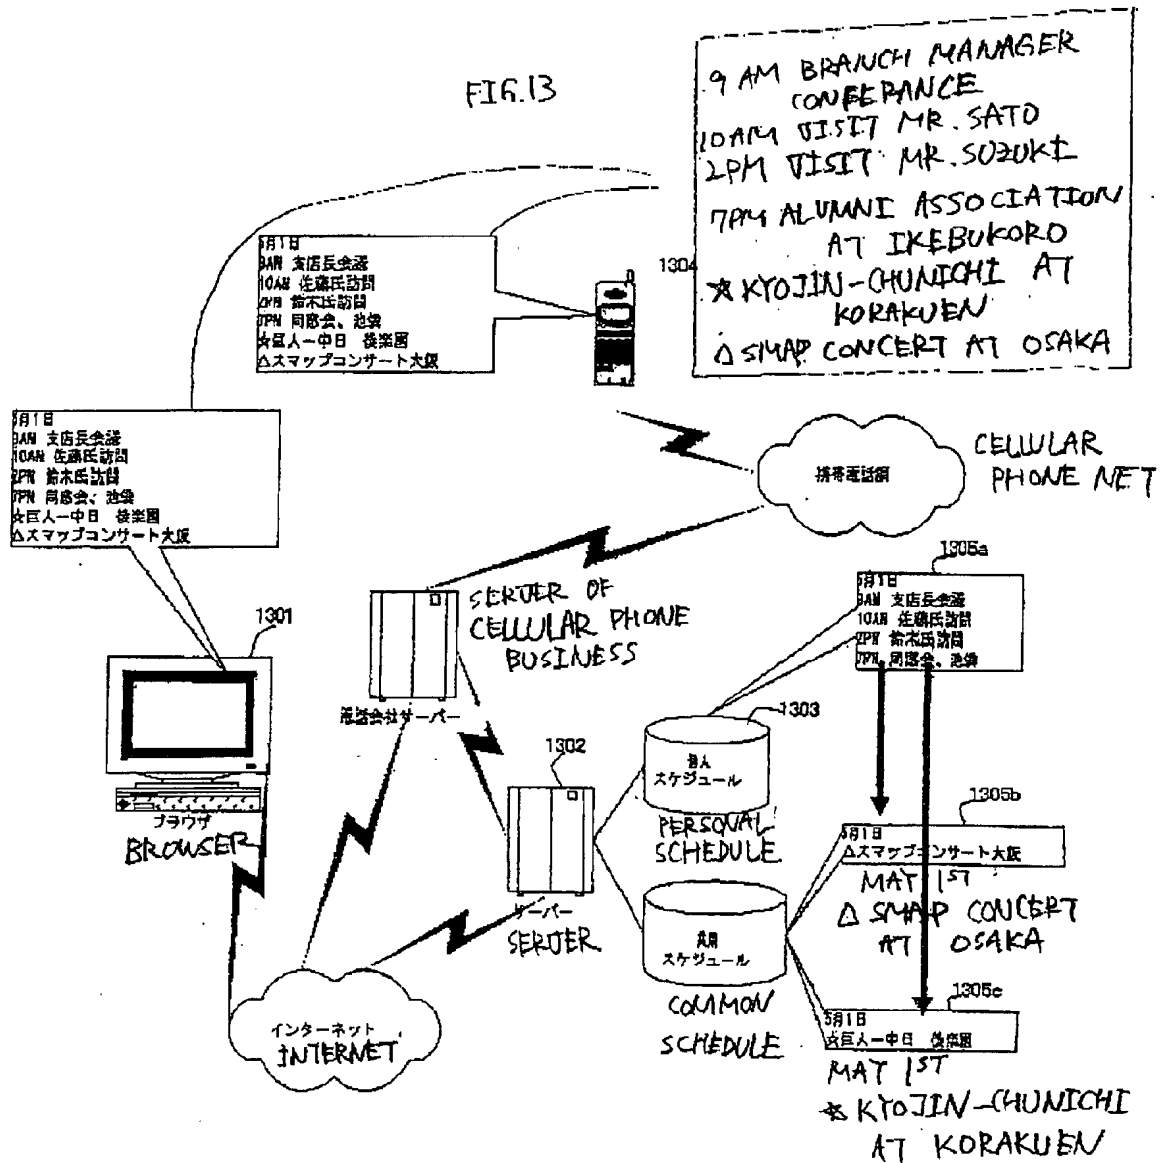 FIG.13
9 AM BRANCH MANAGER
CONFERANCE
10AM VISIT MR. SATO
2PM VISIT MR. SUZUKI
7PM ALUMNI ASSOCIATION
AT IKEBUKORO
☆ KYOJIN-CHUNICHI AT
KORAKUEN
△ SMAP CONCERT AT OSAKA
1304
5月1日
9AM 支店長会議
10AM 佐藤氏訪問
2PM 鈴木氏訪問
7PM 同窓会、池袋
☆巨人ー中日 後楽園
△スマップコンサート大阪
5月1日
9AM 支店長会議
10AM 佐藤氏訪問
2PM 鈴木氏訪問
7PM 同窓会、池袋
☆巨人ー中日 後楽園
△スマップコンサート大阪
携帯電話網
CELLULAR
PHONE NET
1301
ブラウザ
BROWSER
SERVER OF
CELLULAR PHONE
BUSINESS
電話会社サーバー
1305a
5月1日
9AM 支店長会議
10AM 佐藤氏訪問
2PM 鈴木氏訪問
7PM 同窓会、池袋
1302
サーバー
SERVER
1303
個人
スケジュール
PERSONAL
SCHEDULE
1305b
5月1日
△スマップコンサート大阪
MAY 1ST
△ SMAP CONCERT
AT OSAKA
共用
スケジュール
COMMON
SCHEDULE
1305c
5月1日
☆巨人ー中日 後楽園
MAY 1ST
☆ KYOJIN-CHUNICHI
AT KORAKUEN
インターネット
INTERNET